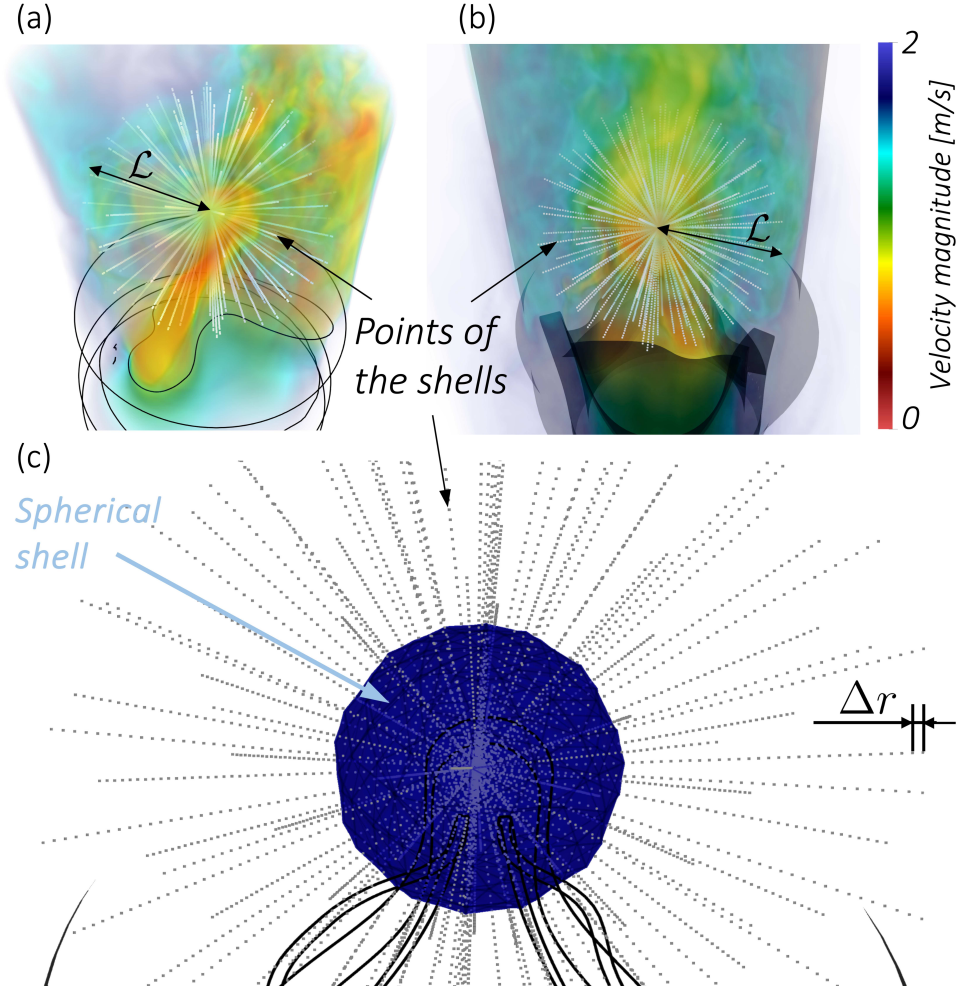 (a)
(b)
ℒ
ℒ
Points of
the shells
2
Velocity magnitude [m/s]
0
(c)
Spherical
shell
Δr